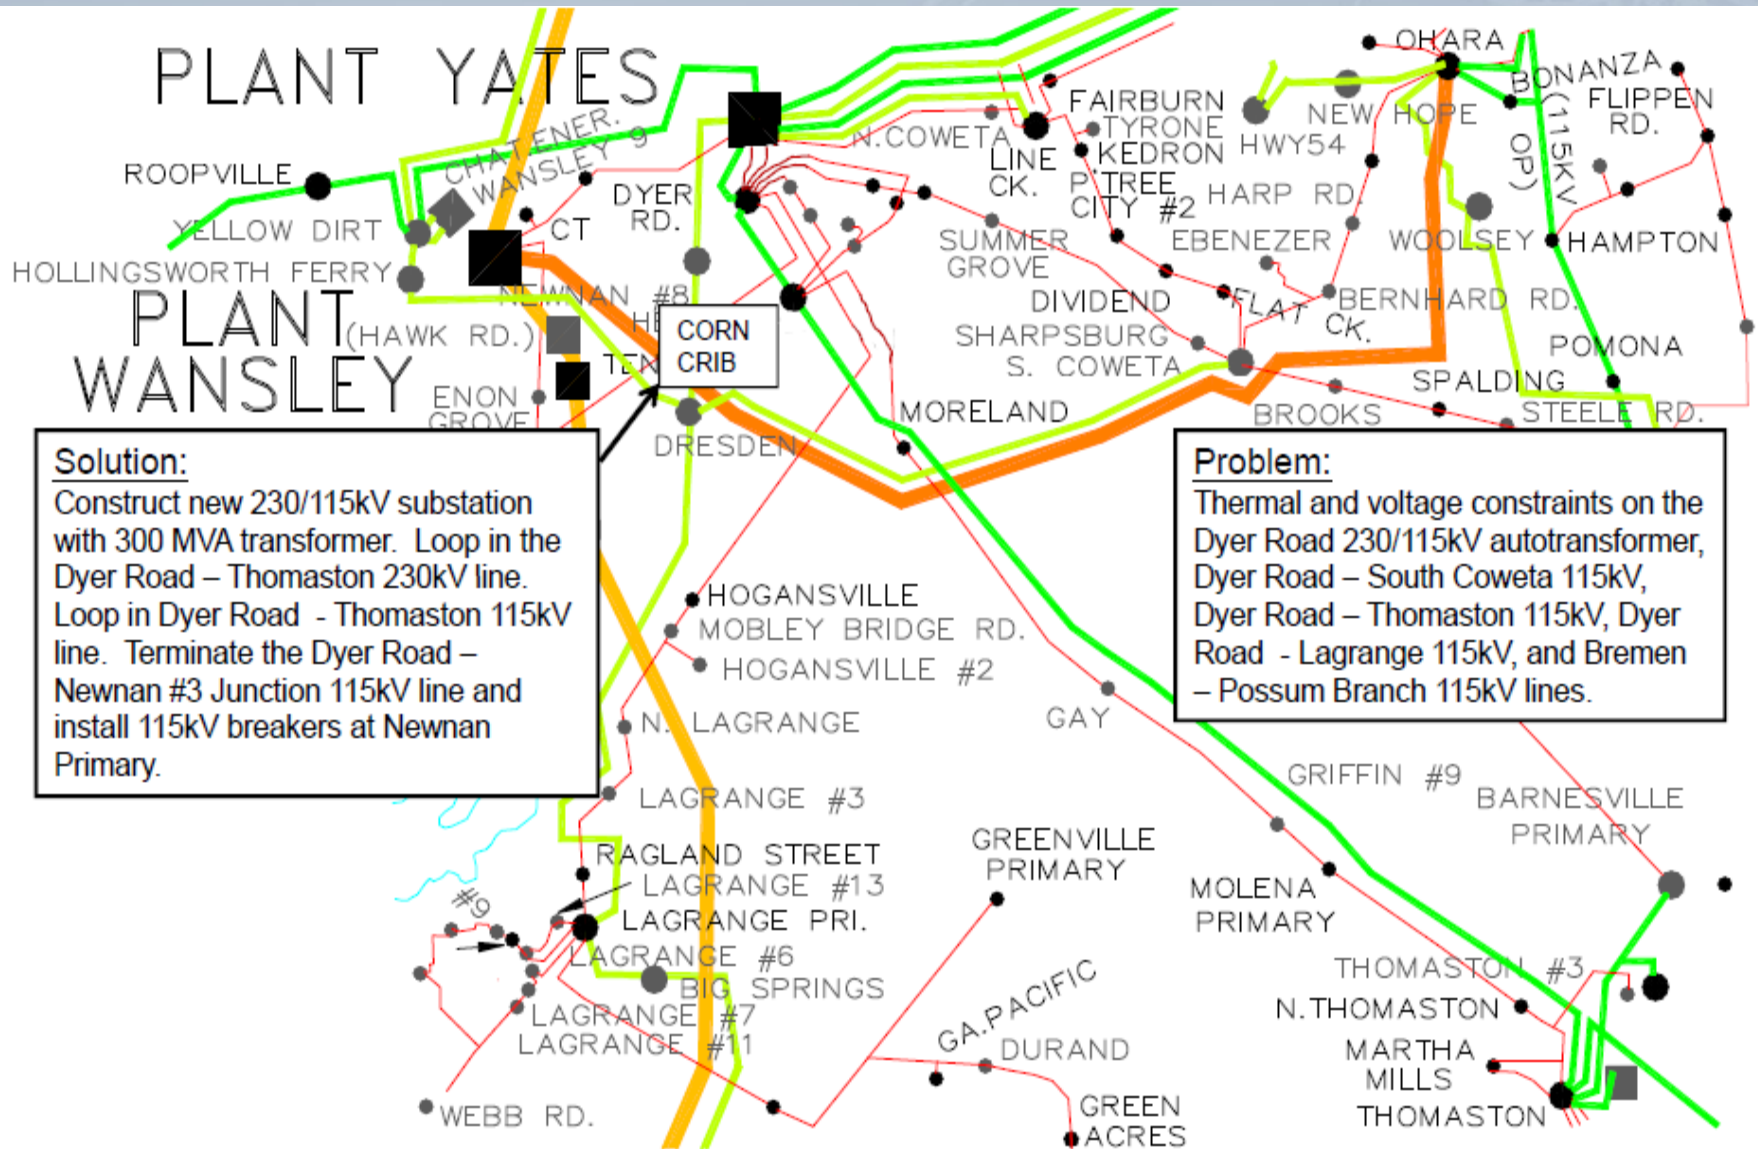 PLANT YATES
OHARA
BONANZA
(115KV OP)
FLIPPEN
RD.
FAIRBURN
TYRONE
KEDRON
P.TREE
CITY #2
N.COWETA
LINE
CK.
NEW HOPE
HWY54
CHAT.ENER.
WANSLEY 9
ROOPVILLE
DYER
RD.
CT
HARP RD.
YELLOW DIRT
SUMMER
GROVE
EBENEZER
WOOLSEY
HAMPTON
HOLLINGSWORTH FERRY
NEWNAN #8
DIVIDEND
FLAT CK.
BERNHARD RD.
PLANT
WANSLEY
(HAWK RD.)
CORN
CRIB
SHARPSBURG
S. COWETA
POMONA
ENON
GROVE
SPALDING
MORELAND
BROOKS
STEELE RD.
DRESDEN
Solution:
Construct new 230/115kV substation
with 300 MVA transformer. Loop in the
Dyer Road – Thomaston 230kV line.
Loop in Dyer Road - Thomaston 115kV
line. Terminate the Dyer Road –
Newnan #3 Junction 115kV line and
install 115kV breakers at Newnan
Primary.
Problem:
Thermal and voltage constraints on the
Dyer Road 230/115kV autotransformer,
Dyer Road – South Coweta 115kV,
Dyer Road – Thomaston 115kV, Dyer
Road - Lagrange 115kV, and Bremen
– Possum Branch 115kV lines.
HOGANSVILLE
MOBLEY BRIDGE RD.
HOGANSVILLE #2
N. LAGRANGE
GAY
GRIFFIN #9
LAGRANGE #3
BARNESVILLE
PRIMARY
RAGLAND STREET
LAGRANGE #13
GREENVILLE
PRIMARY
#9
LAGRANGE PRI.
MOLENA
PRIMARY
LAGRANGE #6
BIG SPRINGS
THOMASTON #3
LAGRANGE #7
LAGRANGE #11
GA.PACIFIC
N.THOMASTON
DURAND
MARTHA
MILLS
WEBB RD.
GREEN
ACRES
THOMASTON